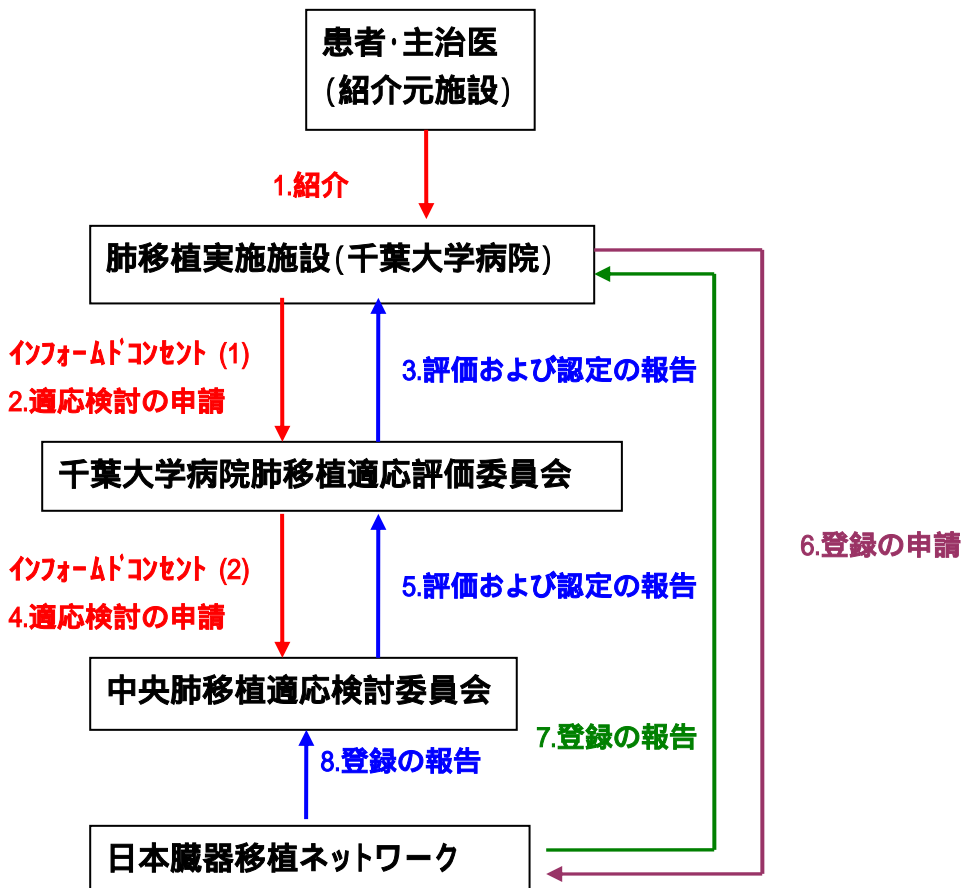 患者･主治医
(紹介元施設)
1.紹介
肺移植実施施設(千葉大学病院)
ｲﾝﾌｫｰﾑﾄﾞｺﾝｾﾝﾄ (1)
2.適応検討の申請
3.評価および認定の報告
千葉大学病院肺移植適応評価委員会
6.登録の申請
ｲﾝﾌｫｰﾑﾄﾞｺﾝｾﾝﾄ (2)
4.適応検討の申請
5.評価および認定の報告
中央肺移植適応検討委員会
7.登録の報告
8.登録の報告
日本臓器移植ネットワーク